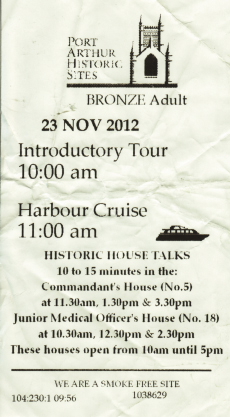 PORT
ARTHUR
HISTORIC
SITES
BRONZE Adult
23 NOV 2012
Introductory Tour
10:00 am
Harbour Cruise
11:00 am
HISTORIC HOUSE TALKS
10 to 15 minutes in the:
Commandant's House (No.5)
at 11.30am, 1.30pm & 3.30pm
Junior Medical Officer's House (No. 18)
at 10.30am, 12.30pm & 2.30pm
These houses open from 10am until 5pm
WE ARE A SMOKE FREE SITE
104:230:1 09:56 1038629